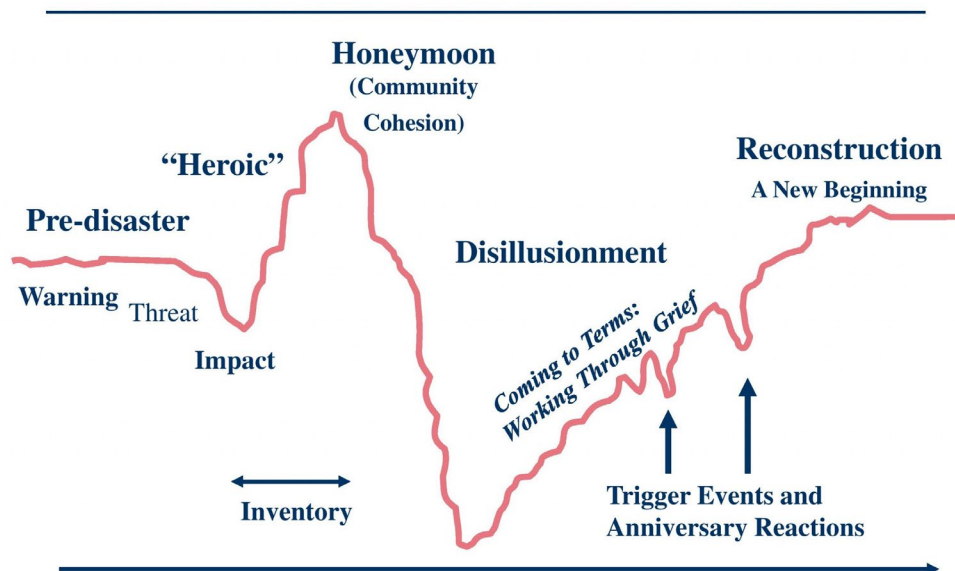 Honeymoon
(Community
Cohesion)
“Heroic”
Reconstruction
A New Beginning
Pre-disaster
Disillusionment
Warning
Threat
Impact
Coming to Terms:
Working Through Grief
Inventory
Trigger Events and
Anniversary Reactions